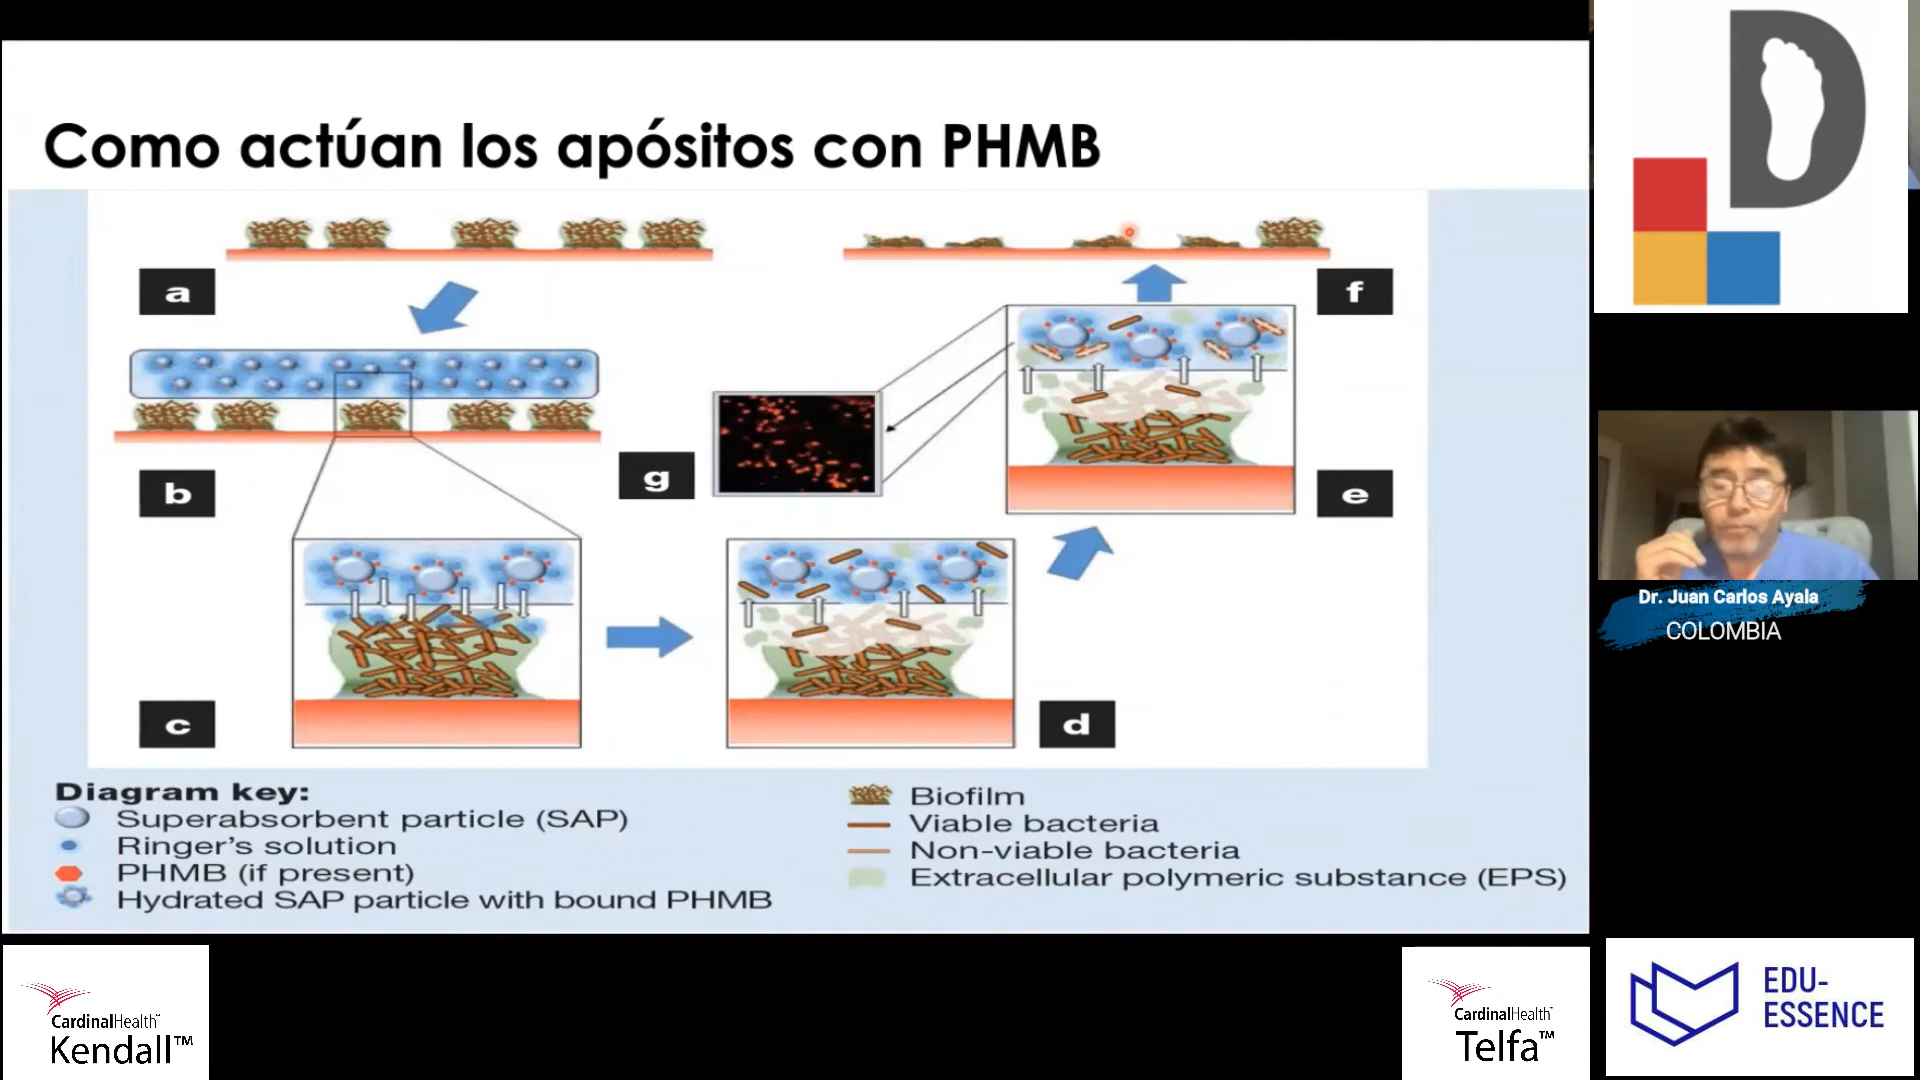 Como actúan los apósitos con PHMB
a
b
c
d
e
f
g
Diagram key:
Superabsorbent particle (SAP)
Ringer's solution
PHMB (if present)
Hydrated SAP particle with bound PHMB
Biofilm
Viable bacteria
Non-viable bacteria
Extracellular polymeric substance (EPS)
D
Dr. Juan Carlos Ayala
COLOMBIA
CardinalHealth™
Kendall™
CardinalHealth™
Telfa™
EDU-
ESSENCE